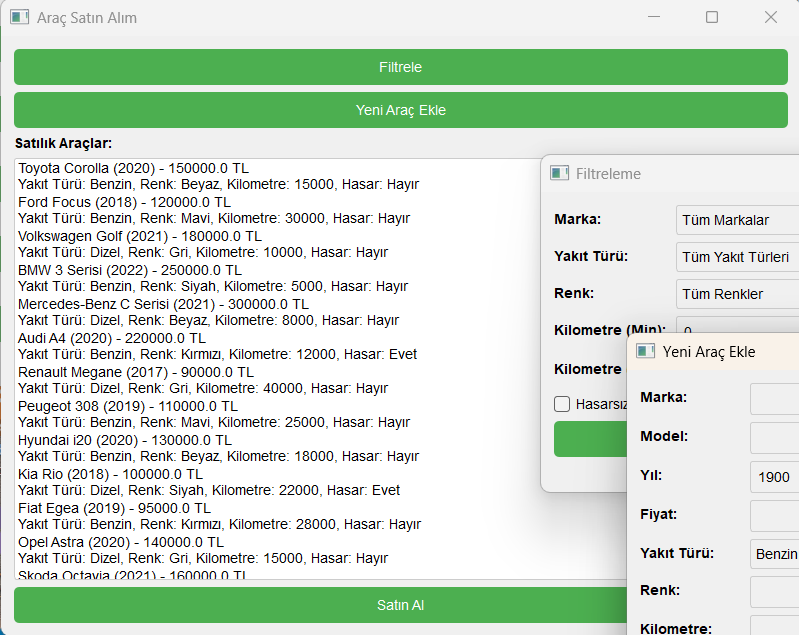 Araç Satın Alım
Filtrele
Yeni Araç Ekle
Satılık Araçlar:
Toyota Corolla (2020) - 150000.0 TL
Yakıt Türü: Benzin, Renk: Beyaz, Kilometre: 15000, Hasar: Hayır
Ford Focus (2018) - 120000.0 TL
Yakıt Türü: Benzin, Renk: Mavi, Kilometre: 30000, Hasar: Hayır
Volkswagen Golf (2021) - 180000.0 TL
Yakıt Türü: Dizel, Renk: Gri, Kilometre: 10000, Hasar: Hayır
BMW 3 Serisi (2022) - 250000.0 TL
Yakıt Türü: Benzin, Renk: Siyah, Kilometre: 5000, Hasar: Hayır
Mercedes-Benz C Serisi (2021) - 300000.0 TL
Yakıt Türü: Dizel, Renk: Beyaz, Kilometre: 8000, Hasar: Hayır
Audi A4 (2020) - 220000.0 TL
Yakıt Türü: Benzin, Renk: Kırmızı, Kilometre: 12000, Hasar: Evet
Renault Megane (2017) - 90000.0 TL
Yakıt Türü: Dizel, Renk: Gri, Kilometre: 40000, Hasar: Hayır
Peugeot 308 (2019) - 110000.0 TL
Yakıt Türü: Benzin, Renk: Mavi, Kilometre: 25000, Hasar: Hayır
Hyundai i20 (2020) - 130000.0 TL
Yakıt Türü: Benzin, Renk: Beyaz, Kilometre: 18000, Hasar: Hayır
Kia Rio (2018) - 100000.0 TL
Yakıt Türü: Dizel, Renk: Siyah, Kilometre: 22000, Hasar: Evet
Fiat Egea (2019) - 95000.0 TL
Yakıt Türü: Benzin, Renk: Kırmızı, Kilometre: 28000, Hasar: Hayır
Opel Astra (2020) - 140000.0 TL
Yakıt Türü: Dizel, Renk: Gri, Kilometre: 15000, Hasar: Hayır
Skoda Octavia (2021) - 160000.0 TL
Satın Al
Filtreleme
Marka: Tüm Markalar
Yakıt Türü: Tüm Yakıt Türleri
Renk: Tüm Renkler
Kilometre (Min): 0
Kilometre
Hasarsız
Yeni Araç Ekle
Marka:
Model:
Yıl: 1900
Fiyat:
Yakıt Türü: Benzin
Renk:
Kilometre: